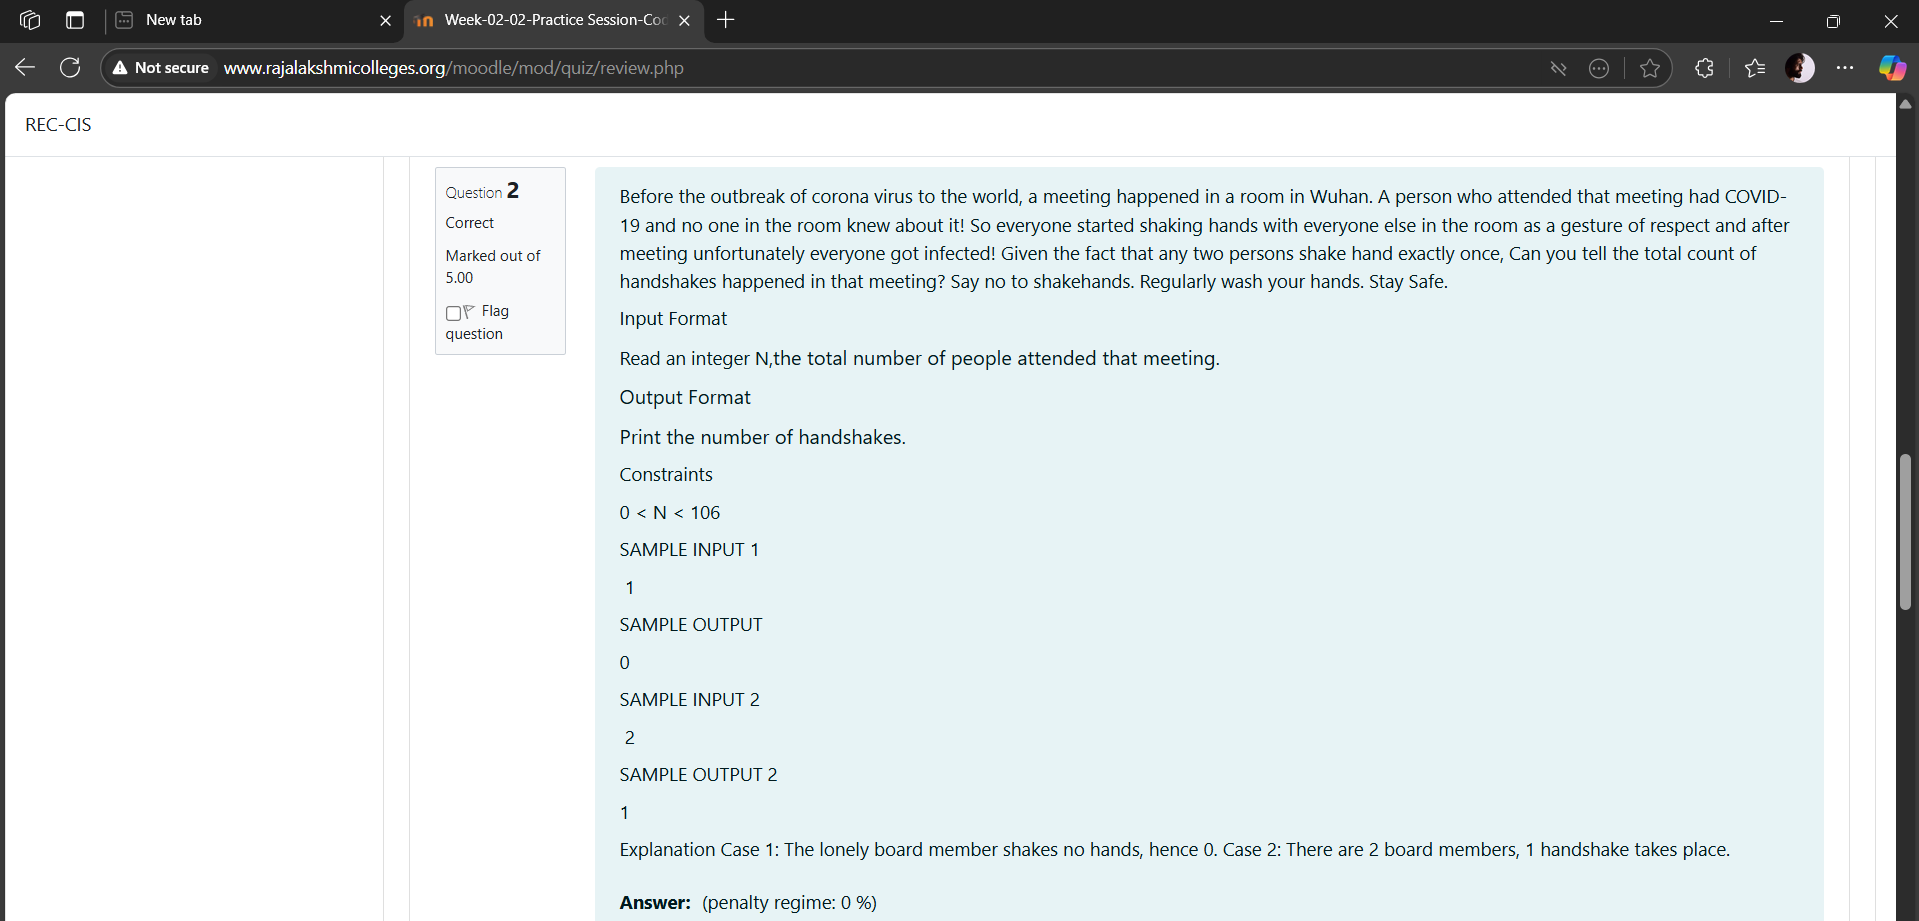 New tab
Week-02-02-Practice Session-Co
Not secure www.rajalakshmicolleges.org/moodle/mod/quiz/review.php
REC-CIS
Question 2
Correct
Marked out of
5.00
Flag
question
Before the outbreak of corona virus to the world, a meeting happened in a room in Wuhan. A person who attended that meeting had COVID-
19 and no one in the room knew about it! So everyone started shaking hands with everyone else in the room as a gesture of respect and after
meeting unfortunately everyone got infected! Given the fact that any two persons shake hand exactly once, Can you tell the total count of
handshakes happened in that meeting? Say no to shakehands. Regularly wash your hands. Stay Safe.
Input Format
Read an integer N,the total number of people attended that meeting.
Output Format
Print the number of handshakes.
Constraints
0 < N < 106
SAMPLE INPUT 1
1
SAMPLE OUTPUT
0
SAMPLE INPUT 2
2
SAMPLE OUTPUT 2
1
Explanation Case 1: The lonely board member shakes no hands, hence 0. Case 2: There are 2 board members, 1 handshake takes place.
Answer: (penalty regime: 0 %)